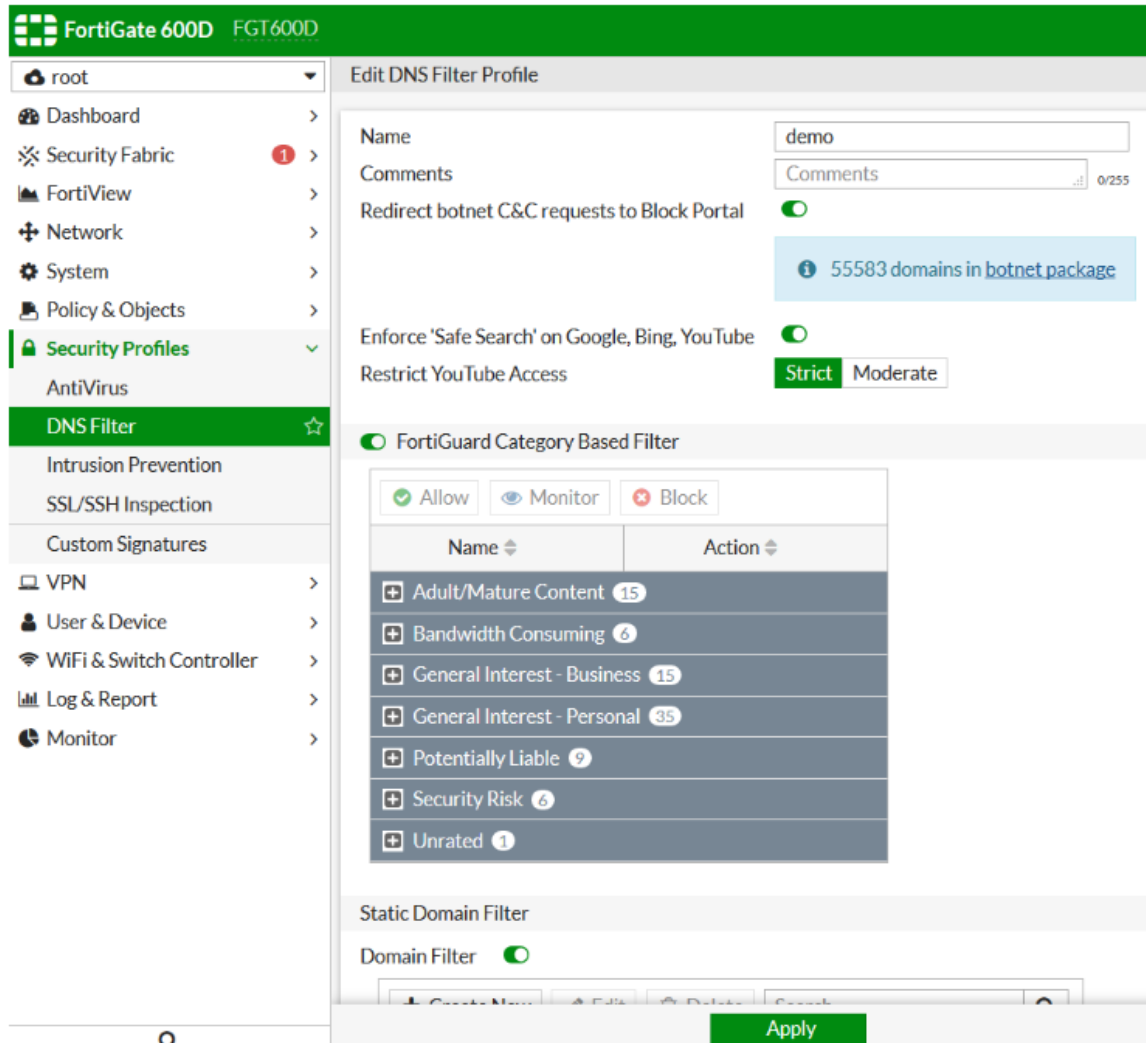 FortiGate 600D FGT600D
root
Dashboard
Security Fabric 1
FortiView
Network
System
Policy & Objects
Security Profiles
AntiVirus
DNS Filter
Intrusion Prevention
SSL/SSH Inspection
Custom Signatures
VPN
User & Device
WiFi & Switch Controller
Log & Report
Monitor
Edit DNS Filter Profile
Name demo
Comments Comments 0/255
Redirect botnet C&C requests to Block Portal
55583 domains in botnet package
Enforce 'Safe Search' on Google, Bing, YouTube
Restrict YouTube Access Strict Moderate
FortiGuard Category Based Filter
Allow Monitor Block
Name Action
Adult/Mature Content 15
Bandwidth Consuming 6
General Interest - Business 15
General Interest - Personal 35
Potentially Liable 9
Security Risk 6
Unrated 1
Static Domain Filter
Domain Filter
Create New Edit Delete Search
Apply